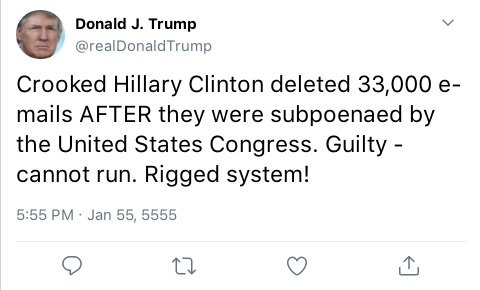 Donald J. Trump
@realDonaldTrump
Crooked Hillary Clinton deleted 33,000 e-
mails AFTER they were subpoenaed by
the United States Congress. Guilty -
cannot run. Rigged system!
5:55 PM · Jan 55, 5555